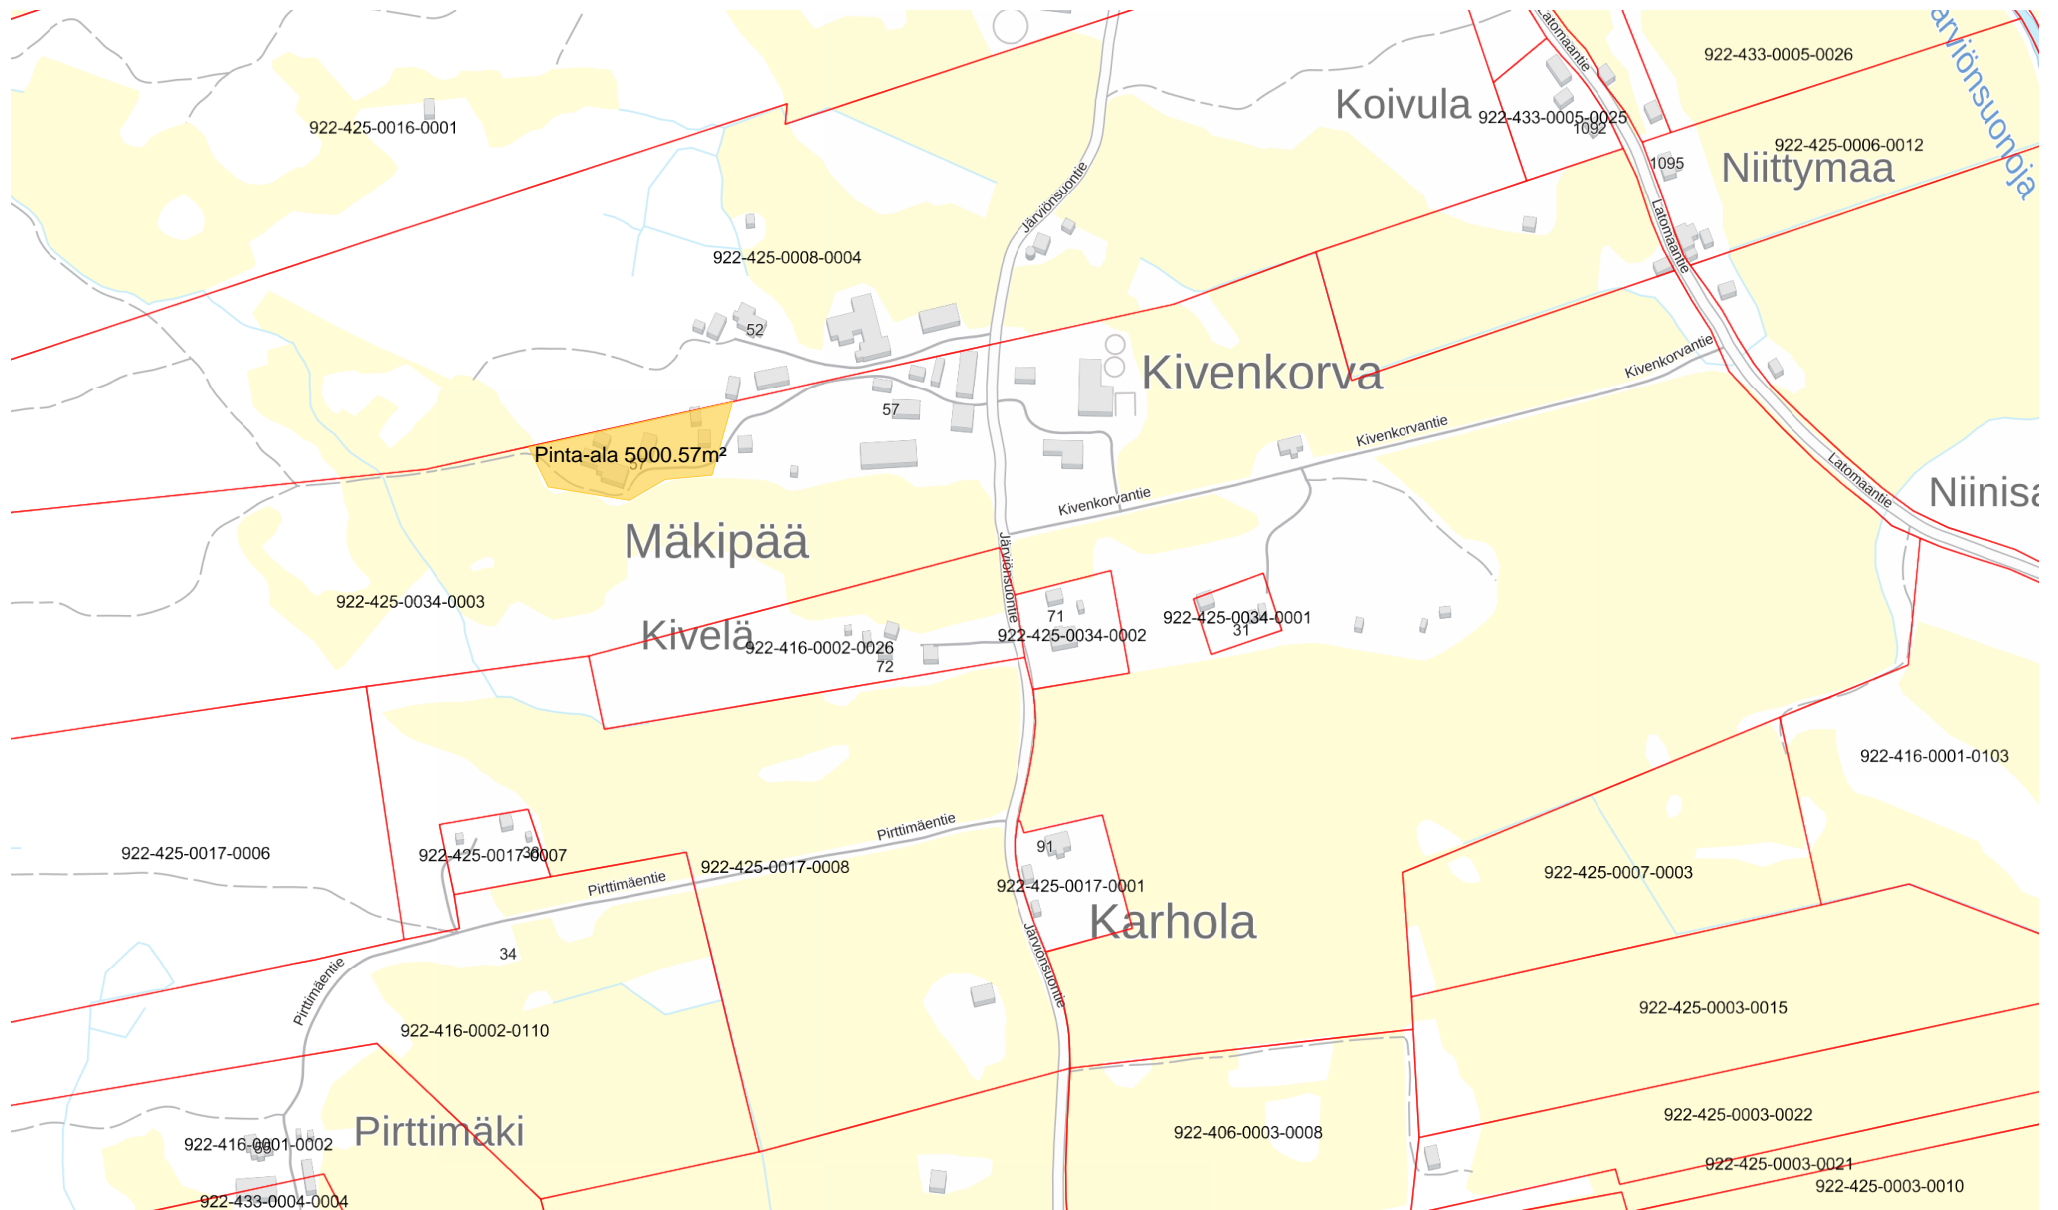 Latomaantie
Järviönsuonoja
922-433-0005-0026
922-425-0016-0001
Koivula
922-433-0005-0025
1092
922-425-0006-0012
1095
Niittymaa
Järviönsuontie
Latomaantie
922-425-0008-0004
52
Kivenkorva
Kivenkorvantie
57
Kivenkorvantie
Pinta-ala 5000.57m²
57
Latomaantie
Kivenkorvantie
Niinisa
Mäkipää
Järviönsuontie
922-425-0034-0003
71
922-425-0034-0001
31
Kivelä
922-425-0034-0002
922-416-0002-0026
72
922-416-0001-0103
Pirttimäentie
91
922-425-0017-0006
922-425-0017-0007
38
922-425-0017-0008
922-425-0007-0003
Pirttimäentie
922-425-0017-0001
Karhola
34
Järviönsuontie
Pirttimäentie
922-425-0003-0015
922-416-0002-0110
922-425-0003-0022
Pirttimäki
922-406-0003-0008
922-416-0001-0002
922-425-0003-0021
922-425-0003-0010
922-433-0004-0004